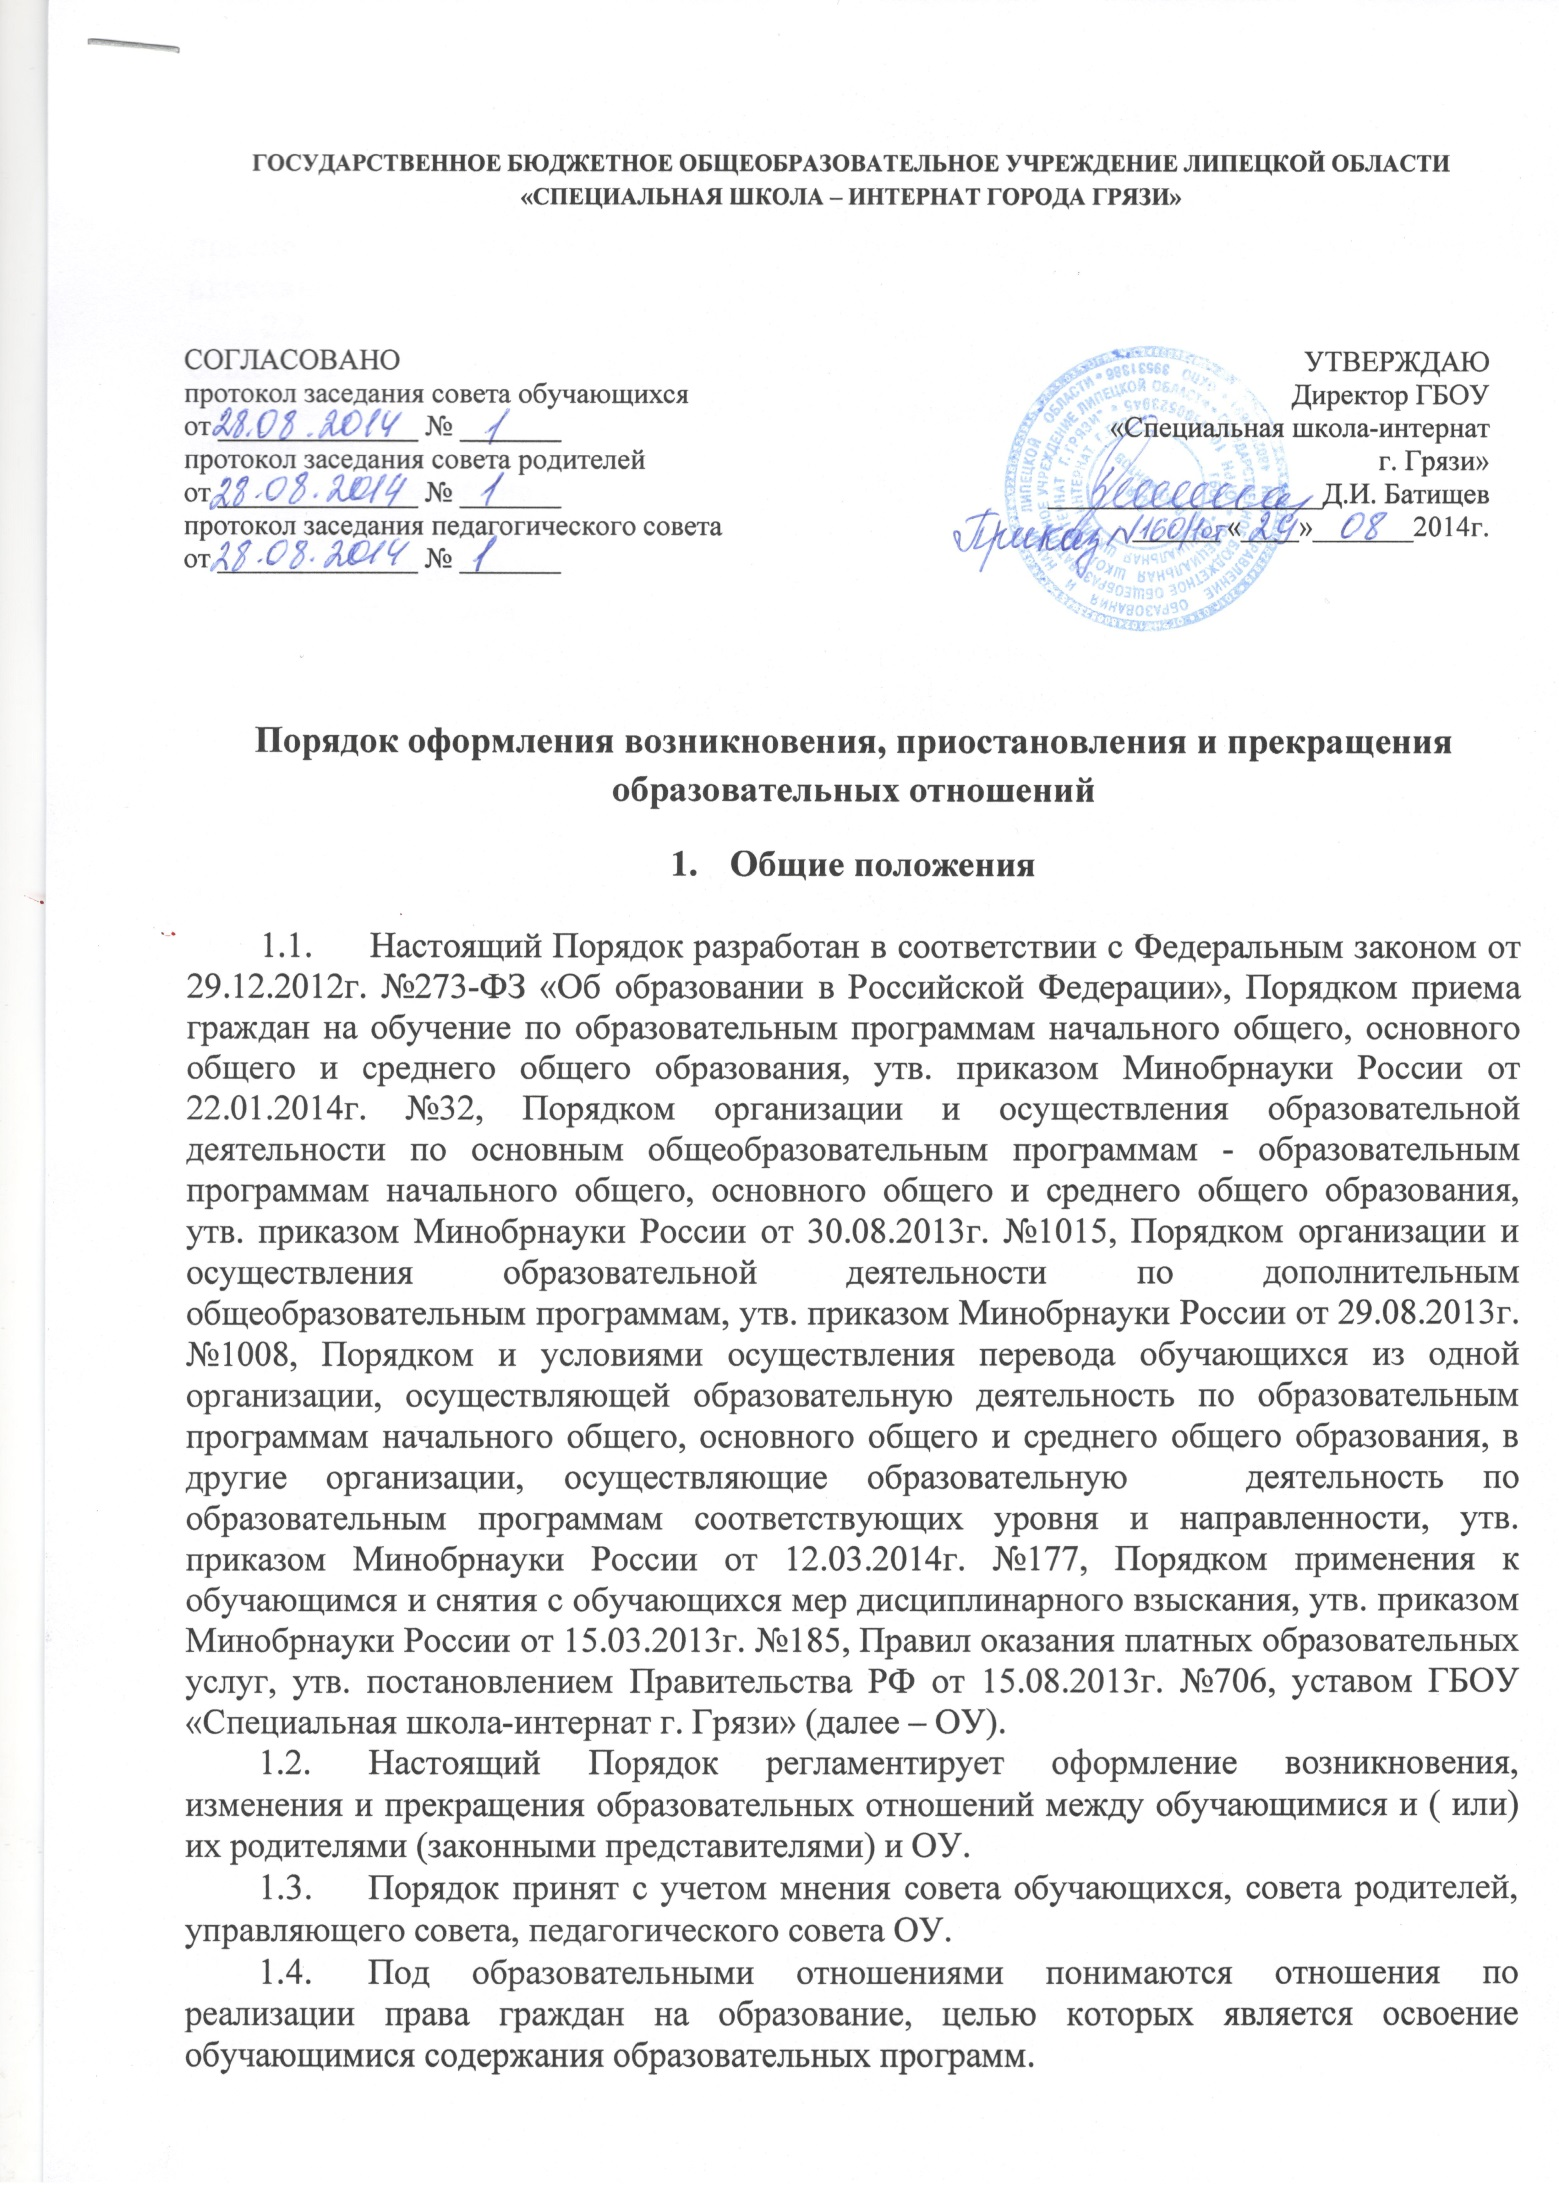 ГОСУДАРСТВЕННОЕ БЮДЖЕТНОЕ ОБЩЕОБРАЗОВАТЕЛЬНОЕ УЧРЕЖДЕНИЕ ЛИПЕЦКОЙ ОБЛАСТИ
«СПЕЦИАЛЬНАЯ ШКОЛА – ИНТЕРНАТ ГОРОДА ГРЯЗИ»
СОГЛАСОВАНО
протокол заседания совета обучающихся
от 28.08.2014 № 1
протокол заседания совета родителей
от 28.08.2014 № 1
протокол заседания педагогического совета
от 28.08.2014 № 1
УТВЕРЖДАЮ
Директор ГБОУ
«Специальная школа-интернат
г. Грязи»
Д.И. Батищев
Приказ «29» 08 2014г.
Порядок оформления возникновения, приостановления и прекращения
образовательных отношений
1. Общие положения
1.1. Настоящий Порядок разработан в соответствии с Федеральным законом от
29.12.2012г. №273-ФЗ «Об образовании в Российской Федерации», Порядком приема
граждан на обучение по образовательным программам начального общего, основного
общего и среднего общего образования, утв. приказом Минобрнауки России от
22.01.2014г. №32, Порядком организации и осуществления образовательной
деятельности по основным общеобразовательным программам - образовательным
программам начального общего, основного общего и среднего общего образования,
утв. приказом Минобрнауки России от 30.08.2013г. №1015, Порядком организации и
осуществления образовательной деятельности по дополнительным
общеобразовательным программам, утв. приказом Минобрнауки России от 29.08.2013г.
№1008, Порядком и условиями осуществления перевода обучающихся из одной
организации, осуществляющей образовательную деятельность по образовательным
программам начального общего, основного общего и среднего общего образования, в
другие организации, осуществляющие образовательную деятельность по
образовательным программам соответствующих уровня и направленности, утв.
приказом Минобрнауки России от 12.03.2014г. №177, Порядком применения к
обучающимся и снятия с обучающихся мер дисциплинарного взыскания, утв. приказом
Минобрнауки России от 15.03.2013г. №185, Правил оказания платных образовательных
услуг, утв. постановлением Правительства РФ от 15.08.2013г. №706, уставом ГБОУ
«Специальная школа-интернат г. Грязи» (далее – ОУ).
1.2. Настоящий Порядок регламентирует оформление возникновения,
изменения и прекращения образовательных отношений между обучающимися и ( или)
их родителями (законными представителями) и ОУ.
1.3. Порядок принят с учетом мнения совета обучающихся, совета родителей,
управляющего совета, педагогического совета ОУ.
1.4. Под образовательными отношениями понимаются отношения по
реализации права граждан на образование, целью которых является освоение
обучающимися содержания образовательных программ.